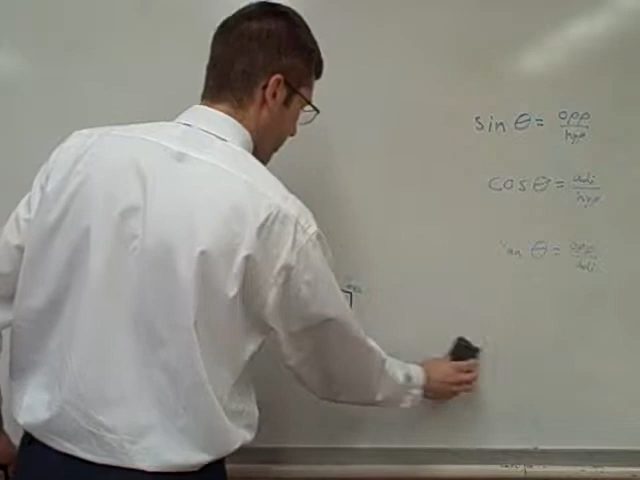 sin θ = opp/hyp
cos θ = adj/hyp
tan θ = opp/adj